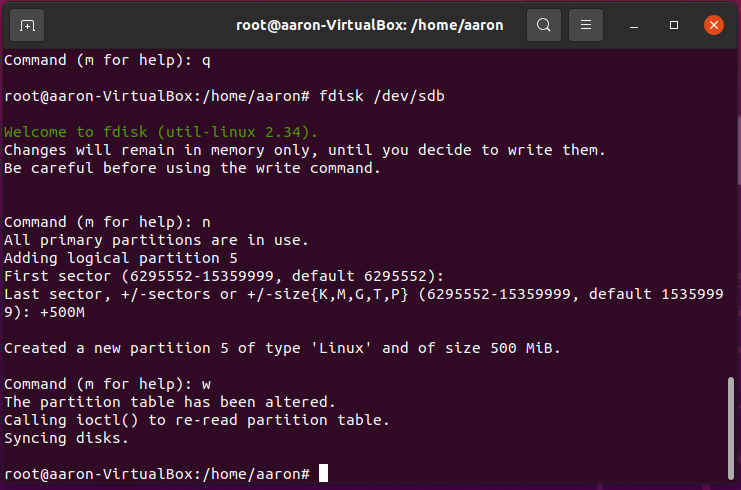 root@aaron-VirtualBox: /home/aaron
Command (m for help): q
root@aaron-VirtualBox:/home/aaron# fdisk /dev/sdb
Welcome to fdisk (util-linux 2.34).
Changes will remain in memory only, until you decide to write them.
Be careful before using the write command.
Command (m for help): n
All primary partitions are in use.
Adding logical partition 5
First sector (6295552-15359999, default 6295552):
Last sector, +/-sectors or +/-size{K,M,G,T,P} (6295552-15359999, default 1535999
9): +500M
Created a new partition 5 of type 'Linux' and of size 500 MiB.
Command (m for help): w
The partition table has been altered.
Calling ioctl() to re-read partition table.
Syncing disks.
root@aaron-VirtualBox:/home/aaron#